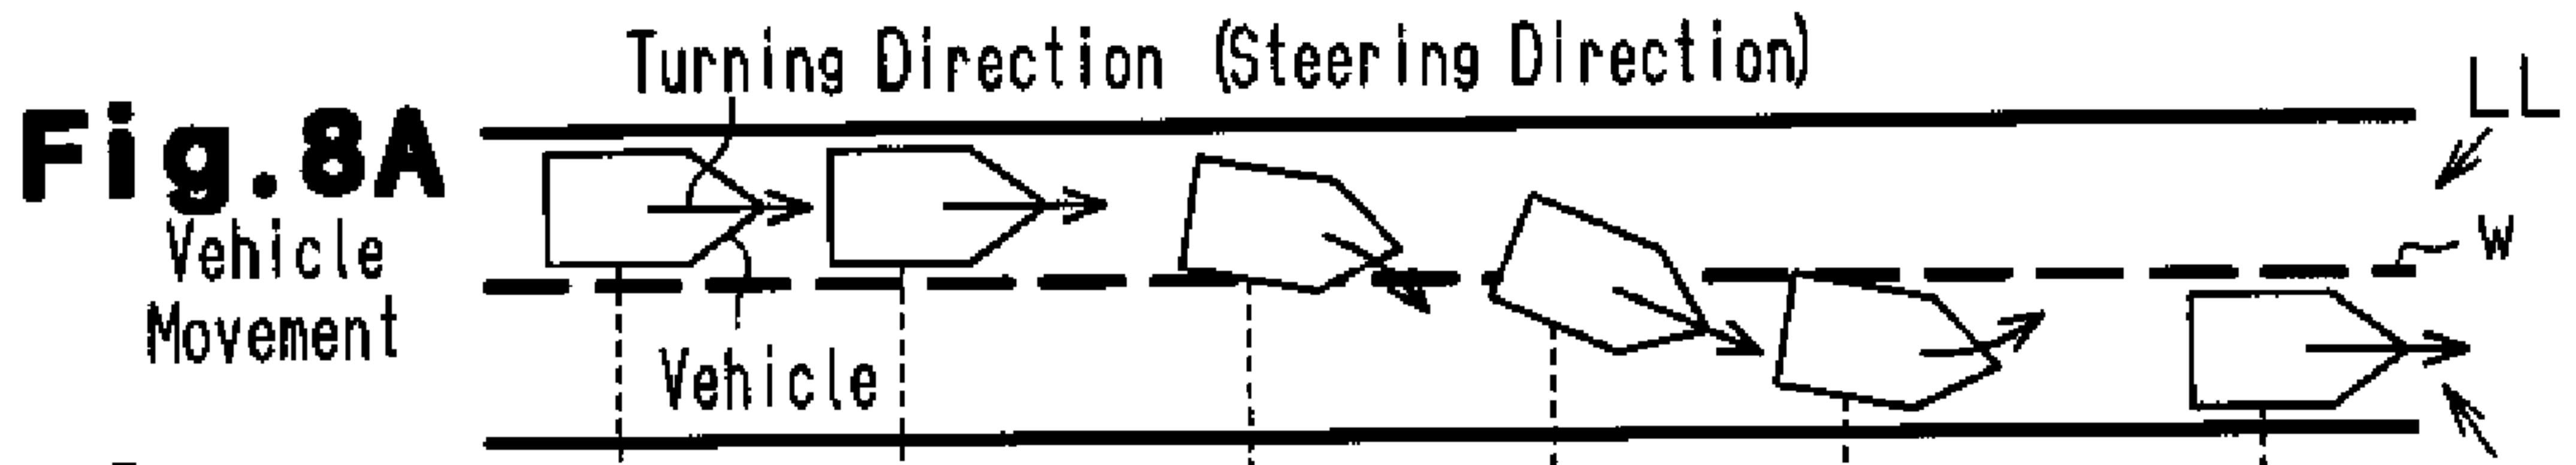 Turning Direction (Steering Direction)
LL
Fig.8A
Vehicle
Movement
W
Vehicle